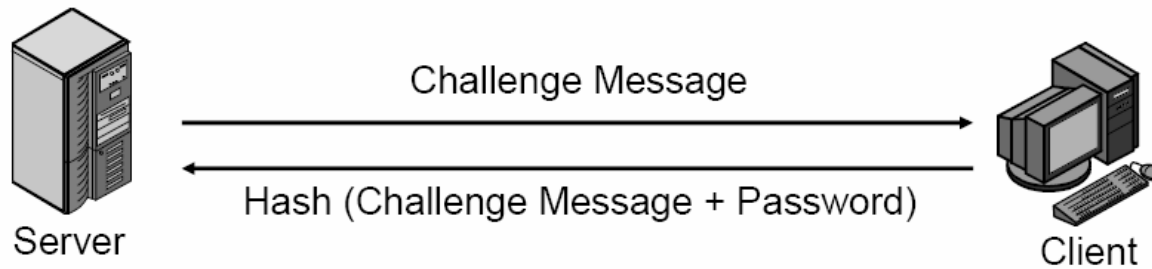 Challenge Message
Hash (Challenge Message + Password)
Server
Client